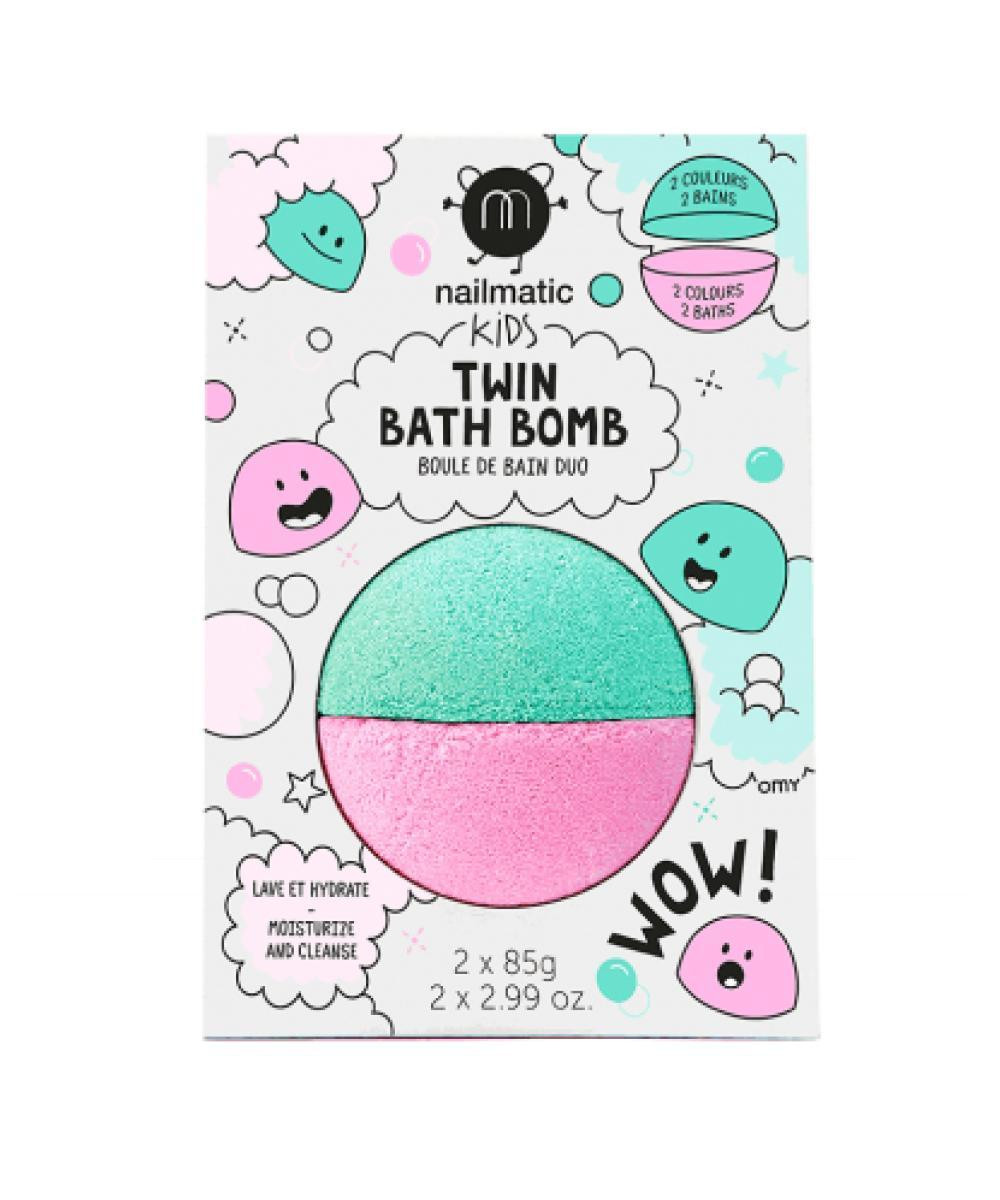 2 COULEURS
2 BAINS
2 COLOURS
2 BATHS
m
nailmatic
KIDS
TWIN
BATH BOMB
BOULE DE BAIN DUO
OMY
WOW!
LAVE ET HYDRATE
-
MOISTURIZE
AND CLEANSE
2 x 85g
2 x 2.99 oz.